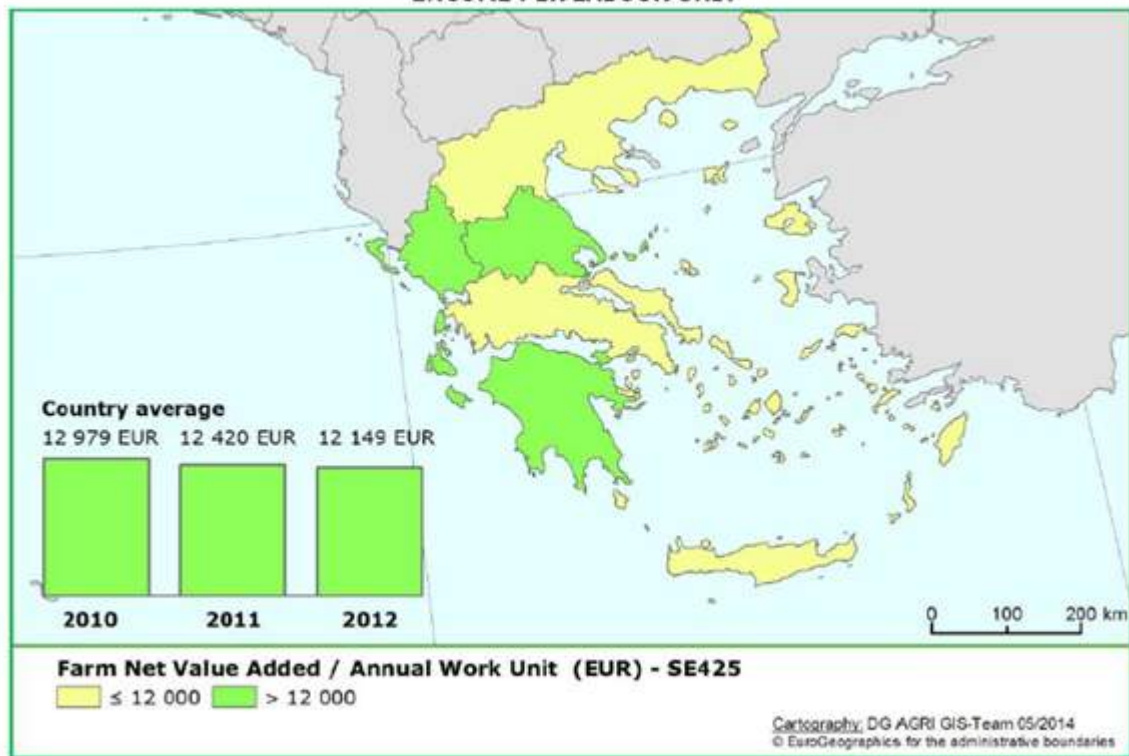 Country average
12 979 EUR 12 420 EUR 12 149 EUR
2010 2011 2012
0 100 200 km
Farm Net Value Added / Annual Work Unit (EUR) - SE425
≤ 12 000 > 12 000
Cartography: DG AGRI GIS-Team 05/2014
© EuroGeographics for the administrative boundaries